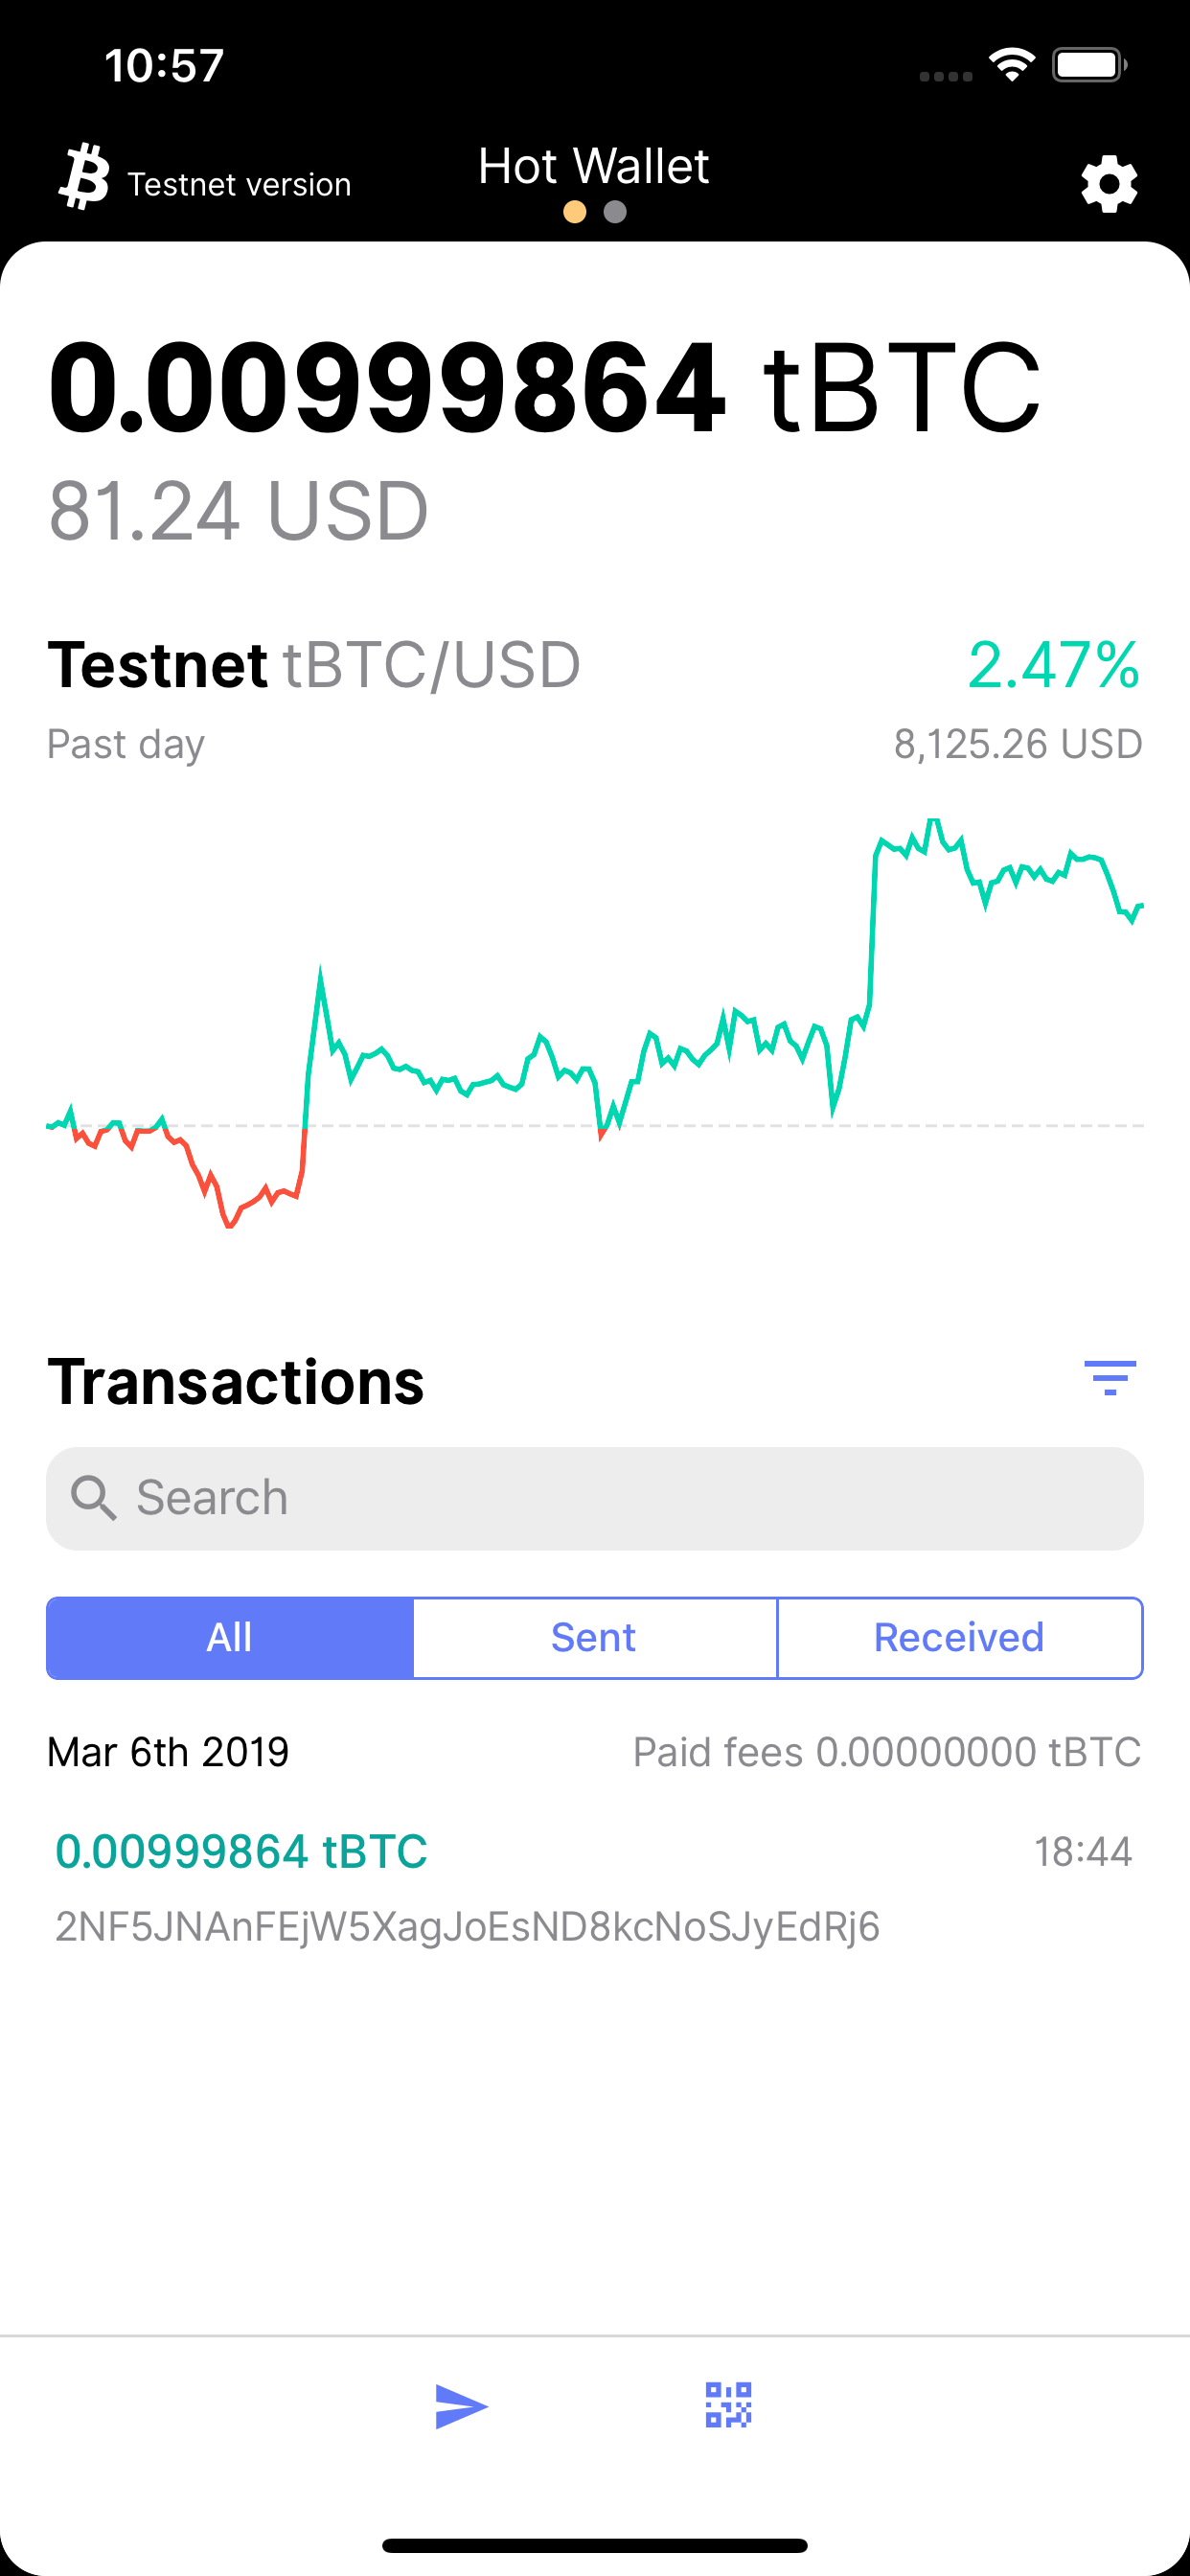 10:57
Testnet version
Hot Wallet
0.00999864 tBTC
81.24 USD
Testnet tBTC/USD 2.47%
Past day 8,125.26 USD
Transactions
Search
All Sent Received
Mar 6th 2019 Paid fees 0.00000000 tBTC
0.00999864 tBTC 18:44
2NF5JNAnFEjW5XagJoEsND8kcNoSJyEdRj6